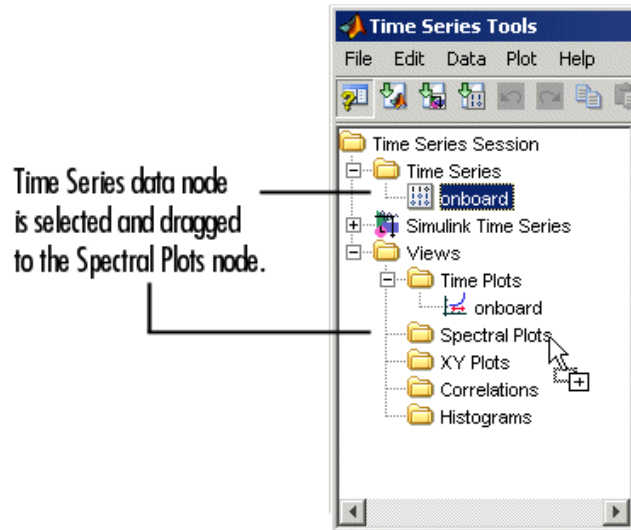 Time Series Tools
File Edit Data Plot Help
Time Series Session
Time Series
onboard
Simulink Time Series
Views
Time Plots
onboard
Spectral Plots
XY Plots
Correlations
Histograms
Time Series data node
is selected and dragged
to the Spectral Plots node.